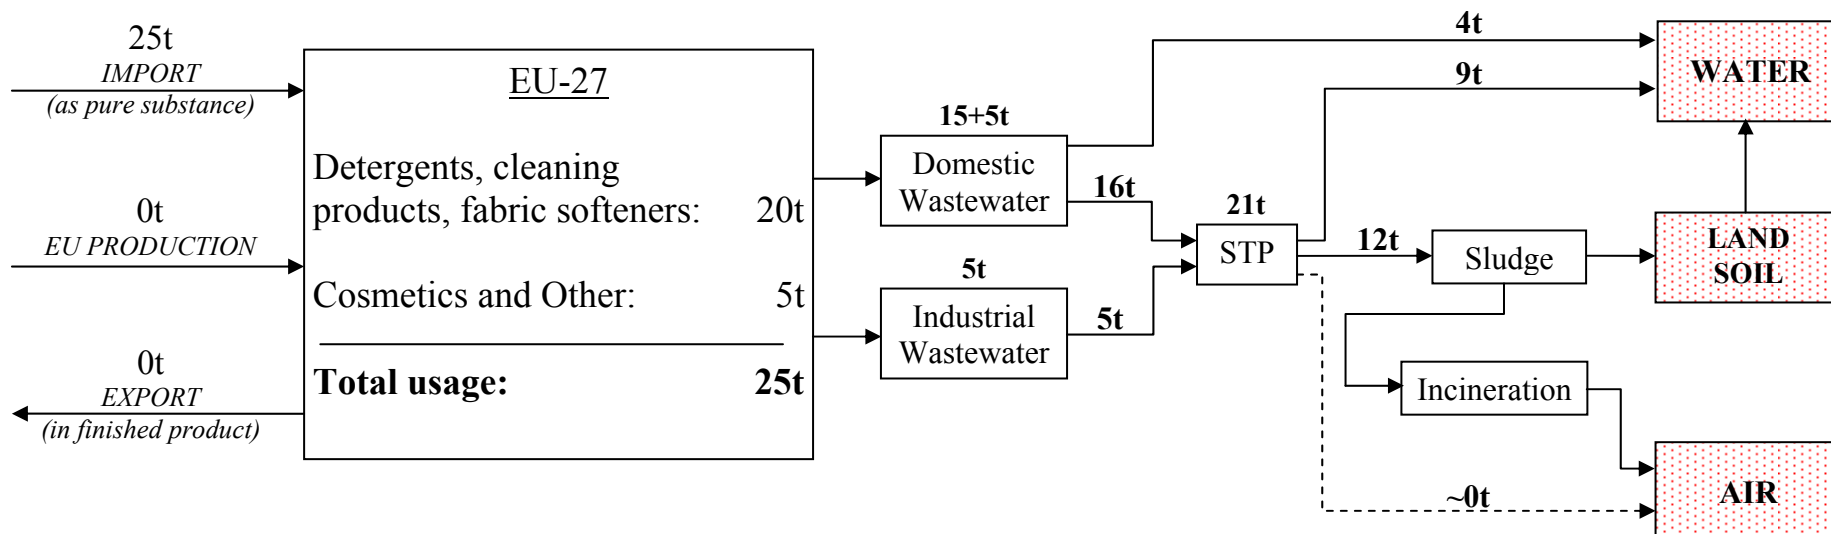 25t
IMPORT
(as pure substance)
0t
EU PRODUCTION
0t
EXPORT
(in finished product)
EU-27
Detergents, cleaning
products, fabric softeners: 20t
Cosmetics and Other: 5t
Total usage: 25t
15+5t
Domestic
Wastewater
5t
Industrial
Wastewater
4t
16t
5t
21t
STP
9t
12t
~0t
Sludge
Incineration
WATER
LAND
SOIL
AIR